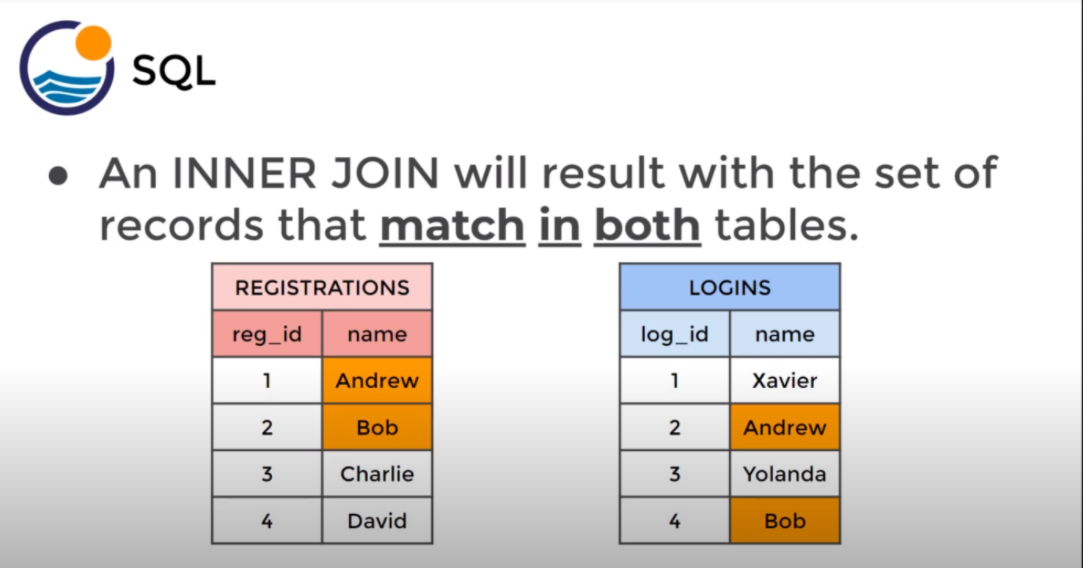 SQL
● An INNER JOIN will result with the set of
records that match in both tables.
REGISTRATIONS
reg_id name
1 Andrew
2 Bob
3 Charlie
4 David
LOGINS
log_id name
1 Xavier
2 Andrew
3 Yolanda
4 Bob